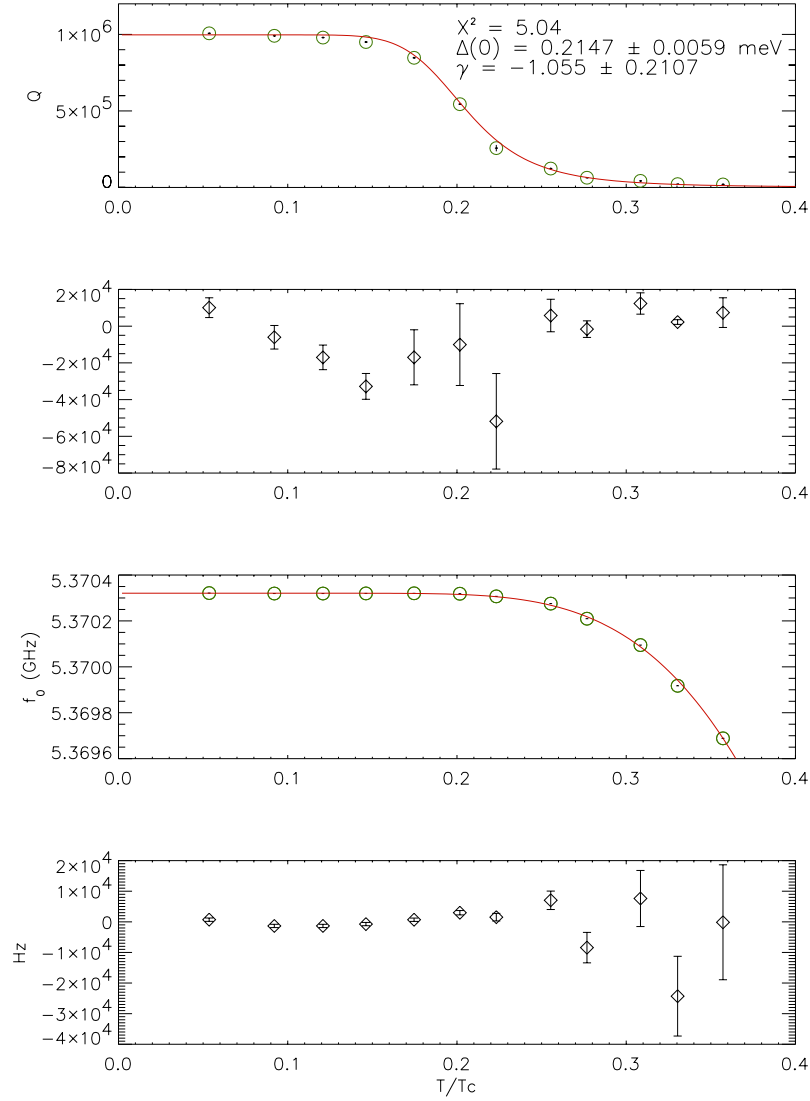 1×10⁶
5×10⁵
0
Q
X² = 5.04
Δ(0) = 0.2147 ± 0.0059 meV
γ = −1.055 ± 0.2107
0.0 0.1 0.2 0.3 0.4
2×10⁴
0
−2×10⁴
−4×10⁴
−6×10⁴
−8×10⁴
0.0 0.1 0.2 0.3 0.4
5.3704
5.3702
5.3700
5.3698
5.3696
f₀ (GHz)
0.0 0.1 0.2 0.3 0.4
2×10⁴
1×10⁴
0
−1×10⁴
−2×10⁴
−3×10⁴
−4×10⁴
Hz
0.0 0.1 0.2 0.3 0.4
T/Tc